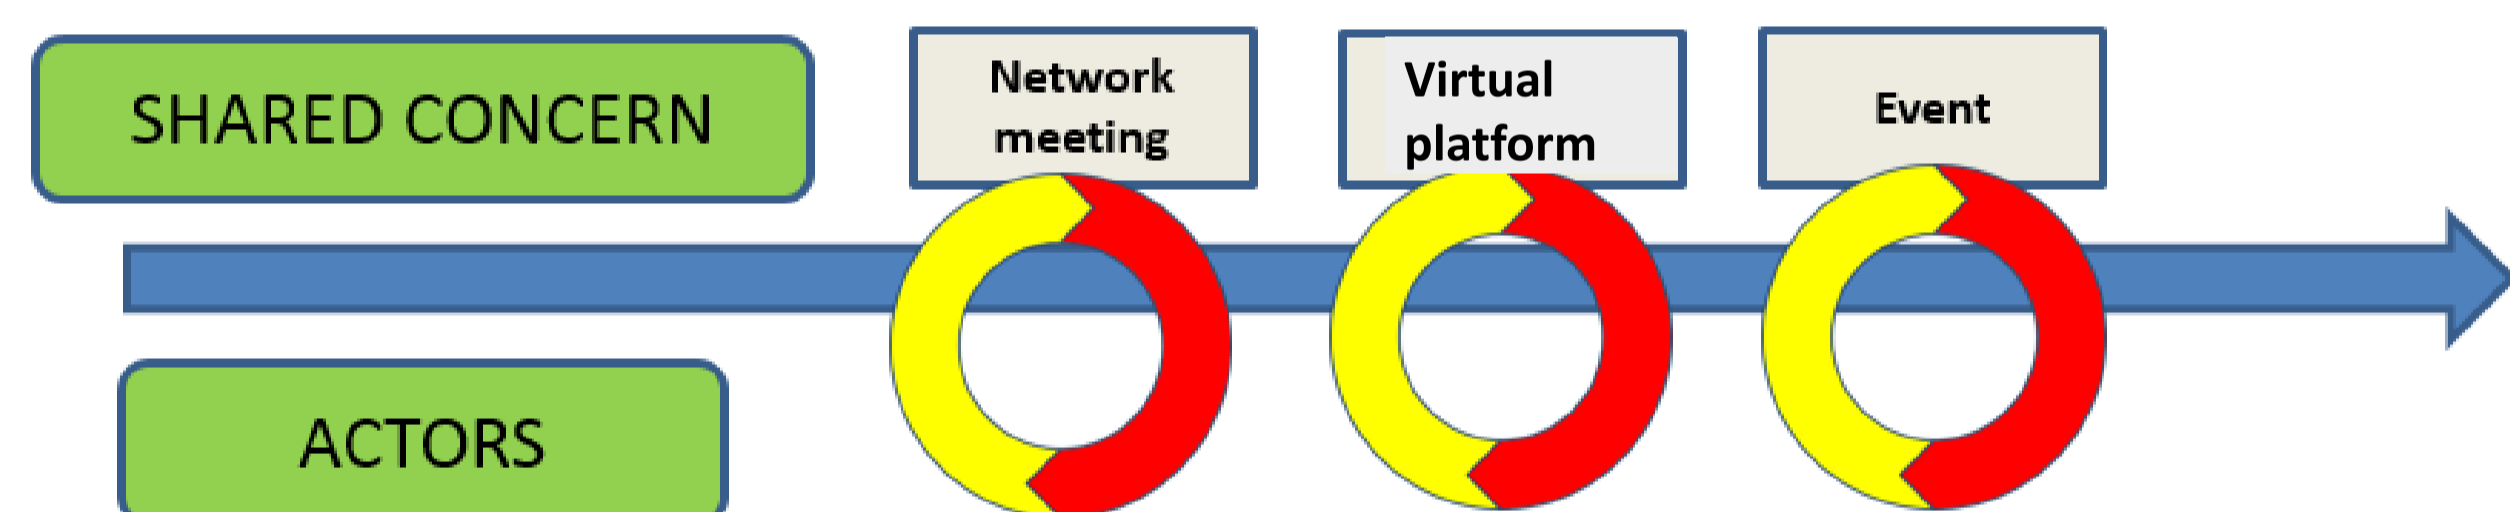 SHARED CONCERN
Network
meeting
Virtual
platform
Event
ACTORS